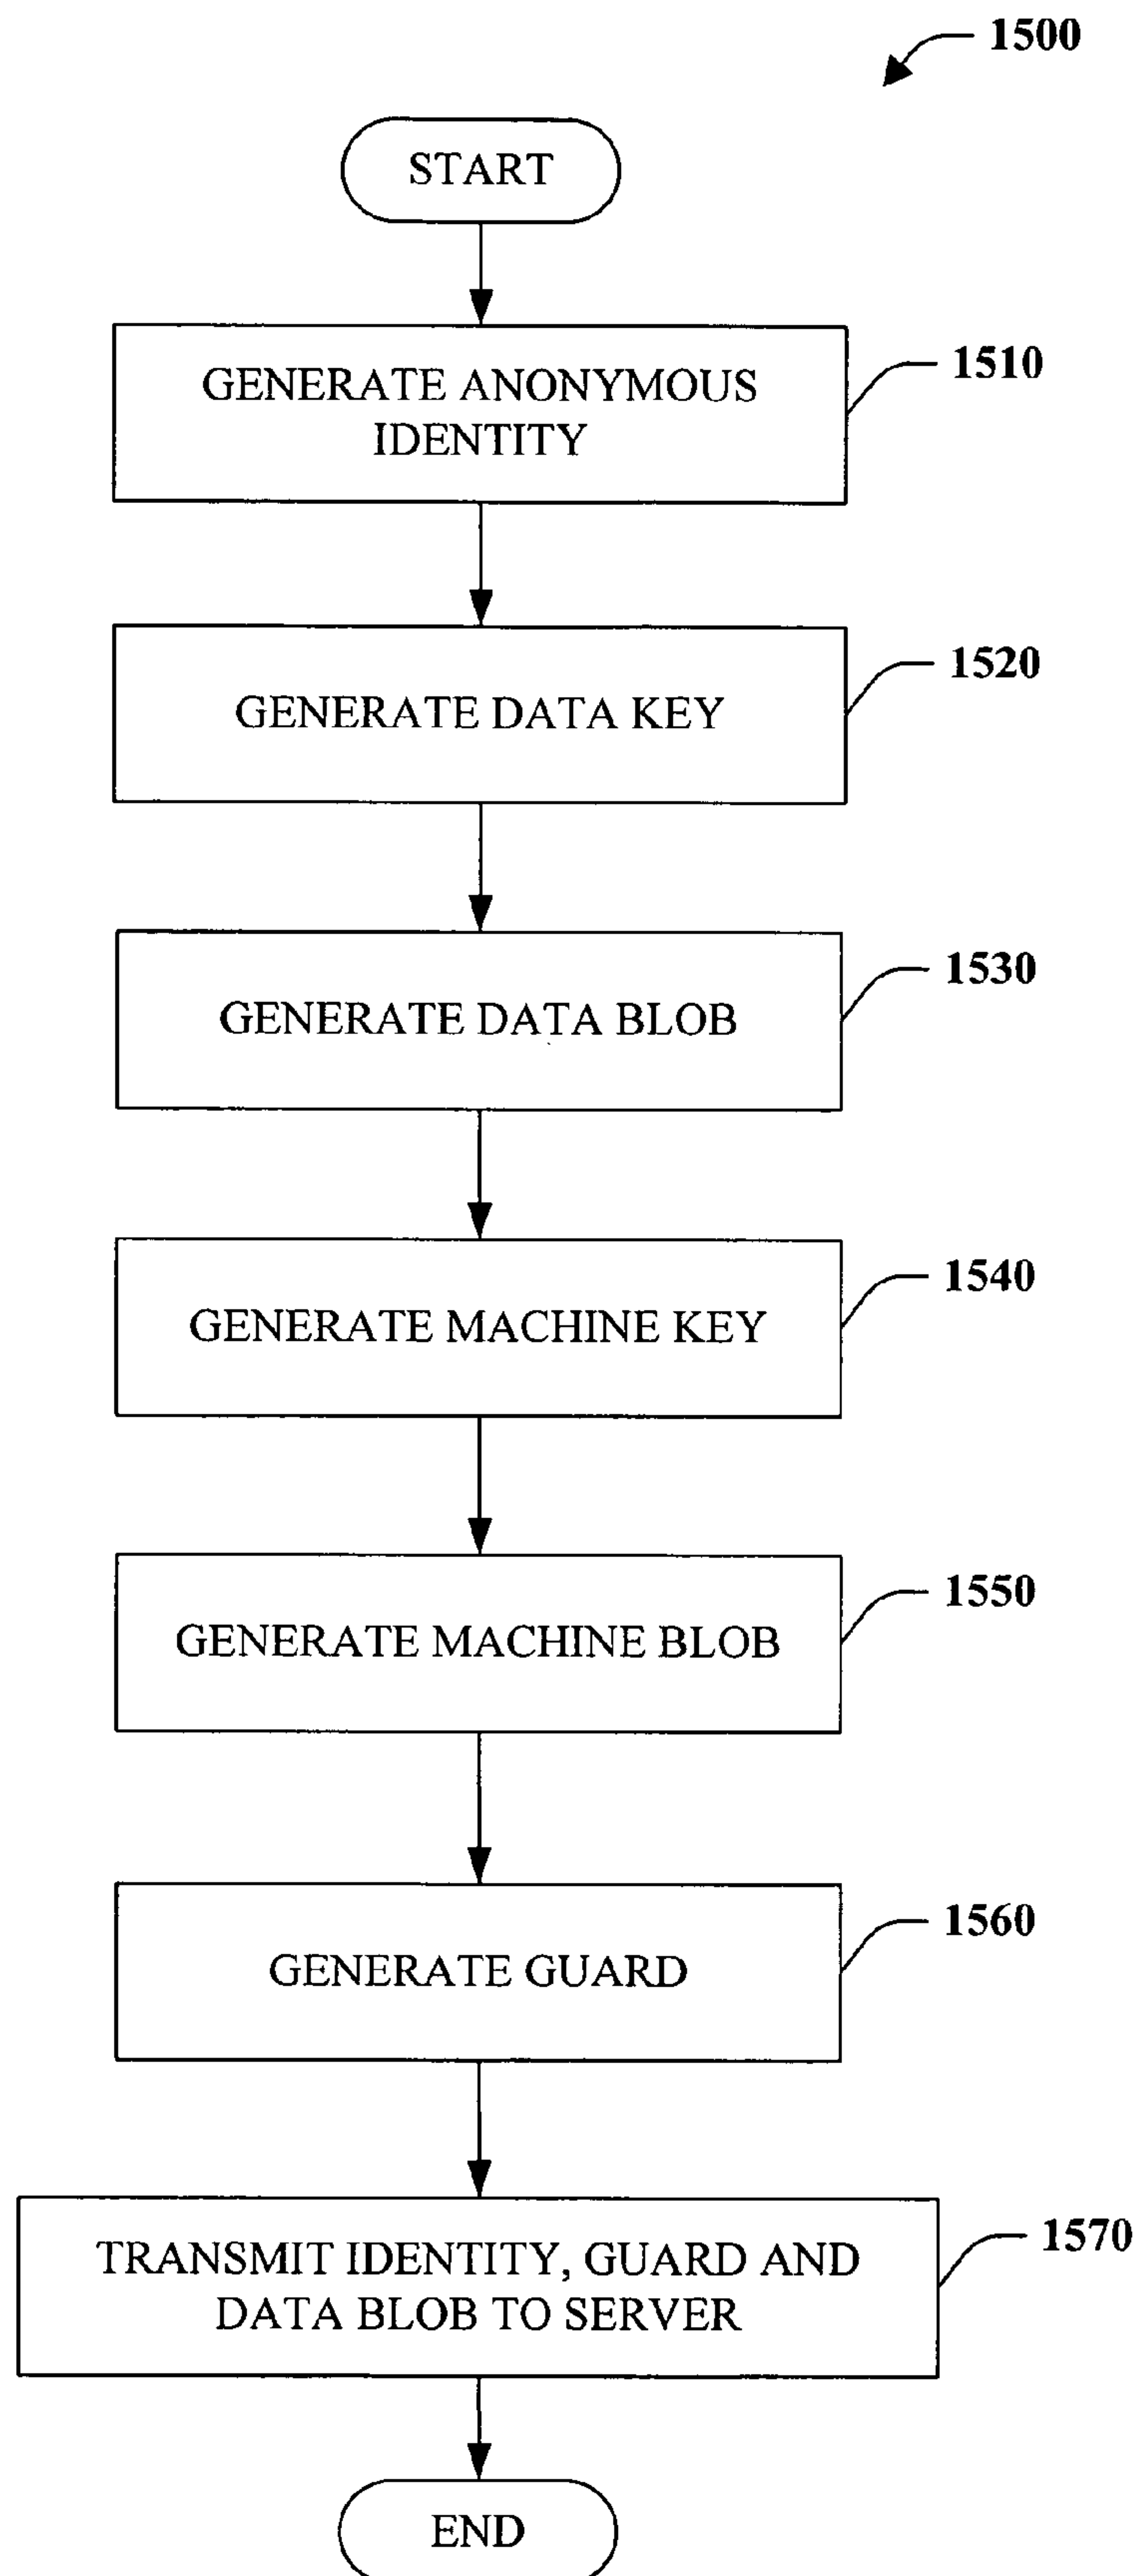 1500
START
GENERATE ANONYMOUS
IDENTITY
1510
GENERATE DATA KEY
1520
GENERATE DATA BLOB
1530
GENERATE MACHINE KEY
1540
GENERATE MACHINE BLOB
1550
GENERATE GUARD
1560
TRANSMIT IDENTITY, GUARD AND
DATA BLOB TO SERVER
1570
END